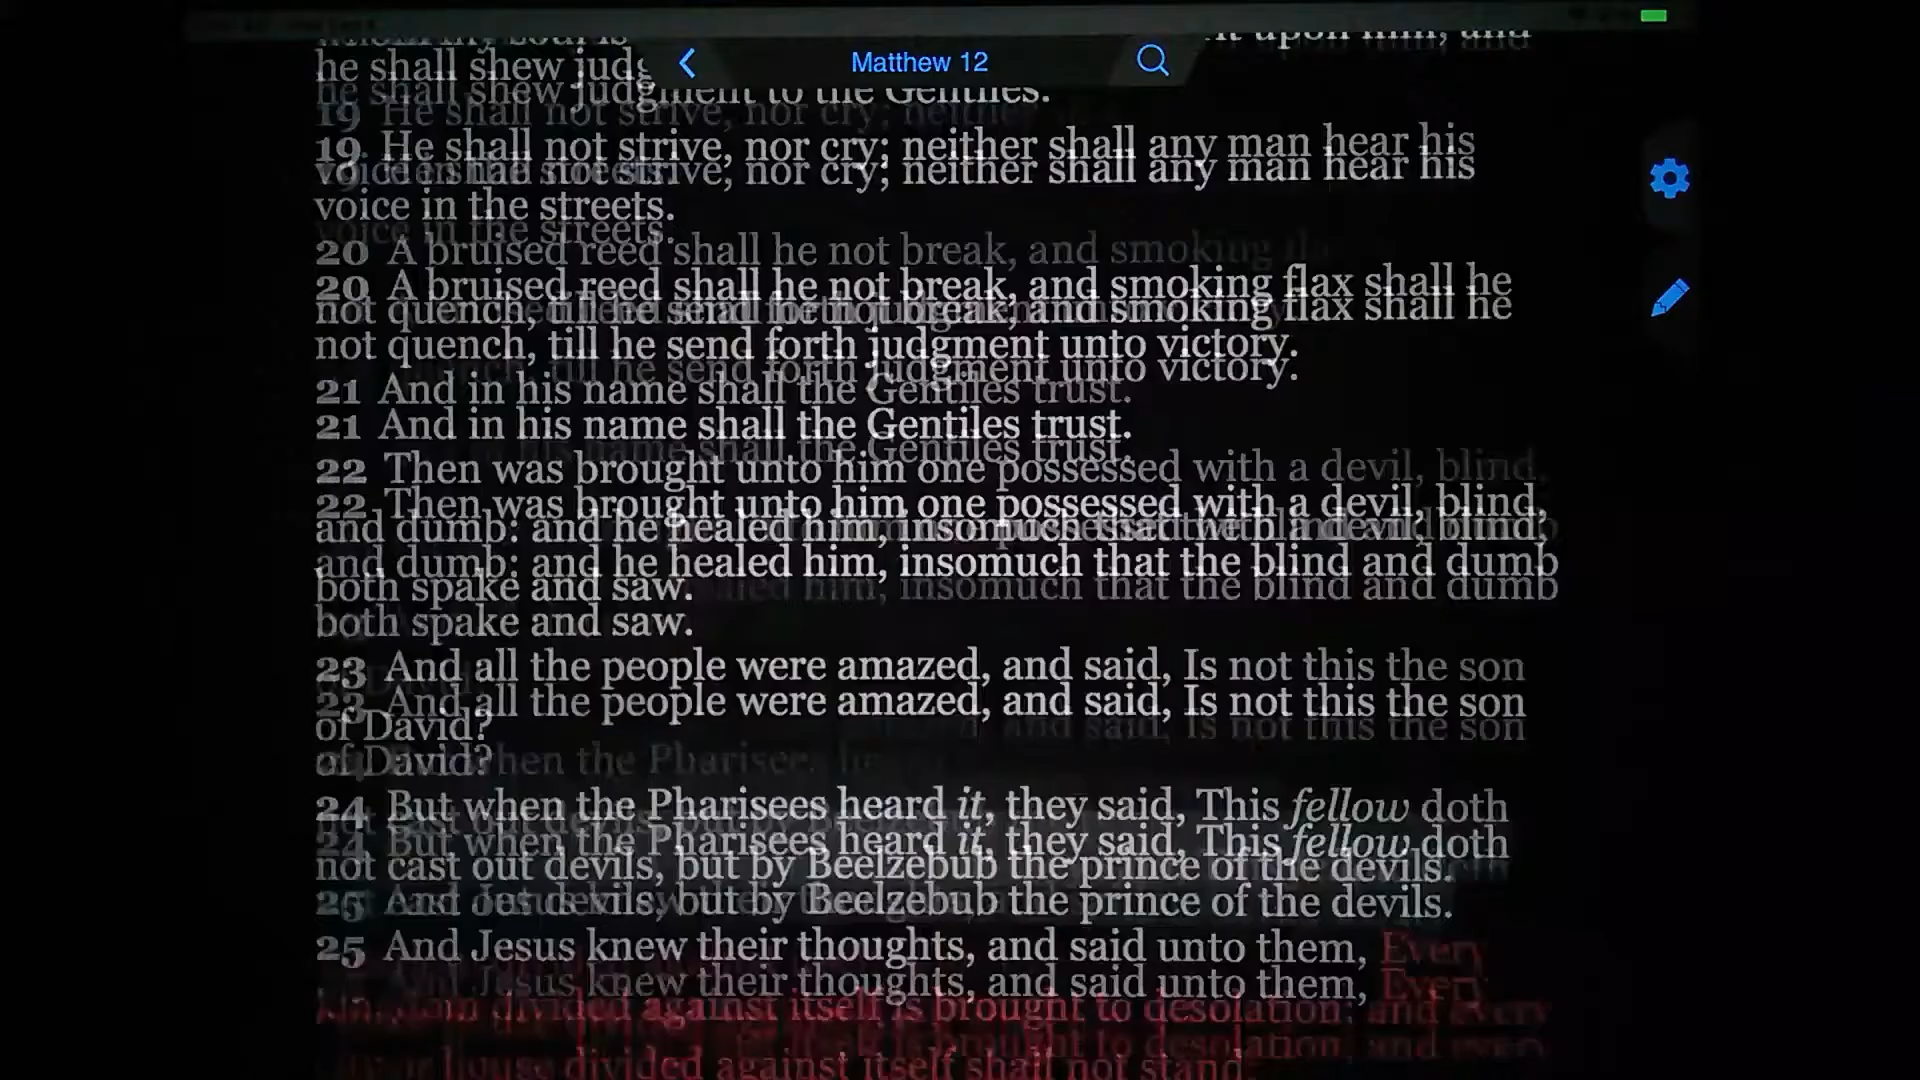 Matthew 12
he shall shew judgment to the Gentiles.
19 He shall not strive, nor cry; neither shall any man hear his
voice in the streets.
20 A bruised reed shall he not break, and smoking flax shall he
not quench, till he send forth judgment unto victory.
21 And in his name shall the Gentiles trust.
22 Then was brought unto him one possessed with a devil, blind,
and dumb: and he healed him, insomuch that the blind and dumb
both spake and saw.
23 And all the people were amazed, and said, Is not this the son
of David?
24 But when the Pharisees heard it, they said, This fellow doth
not cast out devils, but by Beelzebub the prince of the devils.
25 And Jesus knew their thoughts, and said unto them, Every
kingdom divided against itself is brought to desolation; and every
house divided against itself shall not stand: